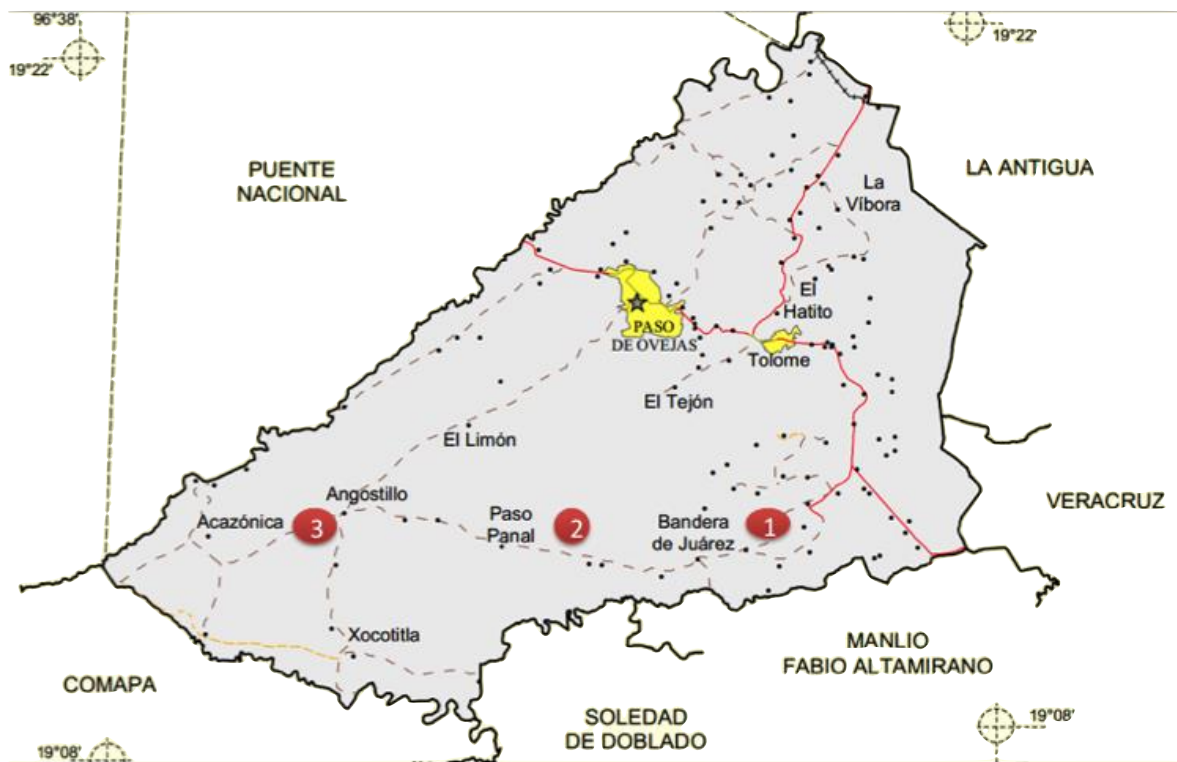 96°38'
19°22'
19°22'
PUENTE
NACIONAL
LA ANTIGUA
La
Víbora
El
Hatito
PASO
DE OVEJAS
Tolome
El Tejón
El Limón
Angostillo
Acazónica
3
Paso
Panal
2
Bandera
de Juárez
1
VERACRUZ
Xocotitla
MANLIO
FABIO ALTAMIRANO
COMAPA
SOLEDAD
DE DOBLADO
19°08'
19°08'